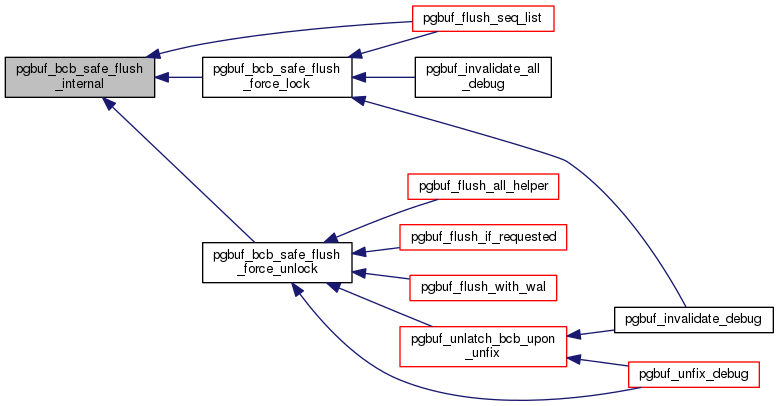 pgbuf_flush_seq_list
pgbuf_bcb_safe_flush
_internal
pgbuf_bcb_safe_flush
_force_lock
pgbuf_invalidate_all
_debug
pgbuf_flush_all_helper
pgbuf_flush_if_requested
pgbuf_bcb_safe_flush
_force_unlock
pgbuf_flush_with_wal
pgbuf_invalidate_debug
pgbuf_unlatch_bcb_upon
_unfix
pgbuf_unfix_debug